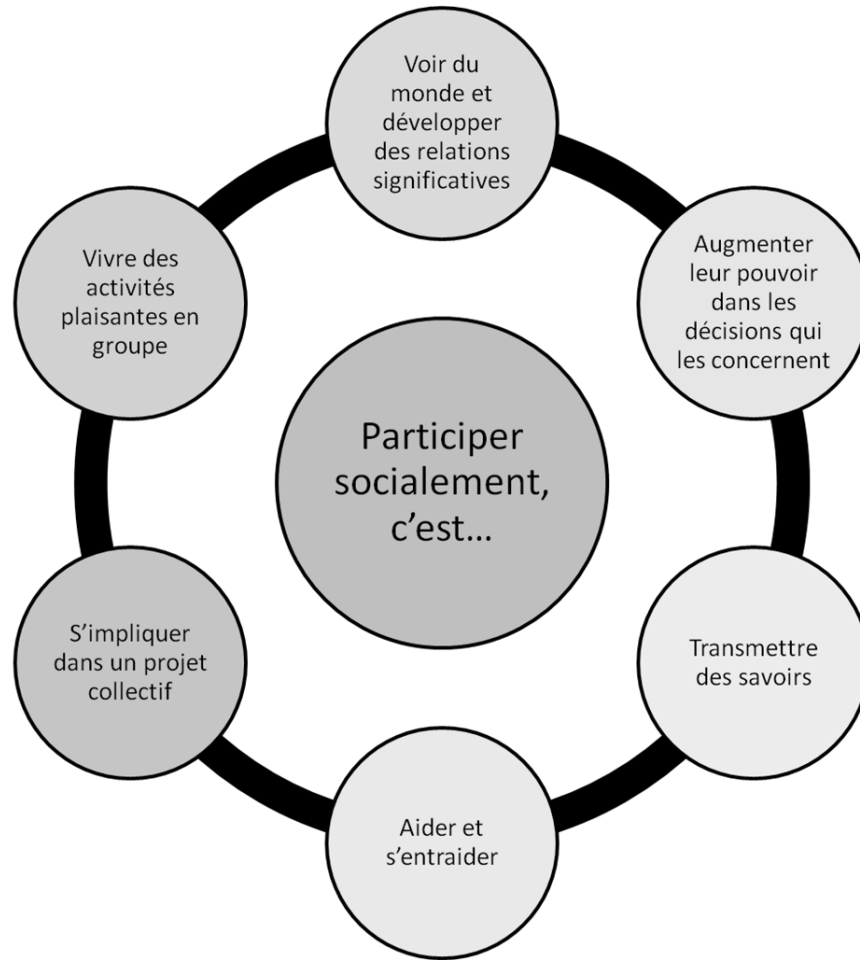 Voir du
monde et
développer
des relations
significatives
Augmenter
leur pouvoir
dans les
décisions qui
les concernent
Transmettre
des savoirs
Aider et
s’entraider
S’impliquer
dans un projet
collectif
Vivre des
activités
plaisantes en
groupe
Participer
socialement,
c’est…